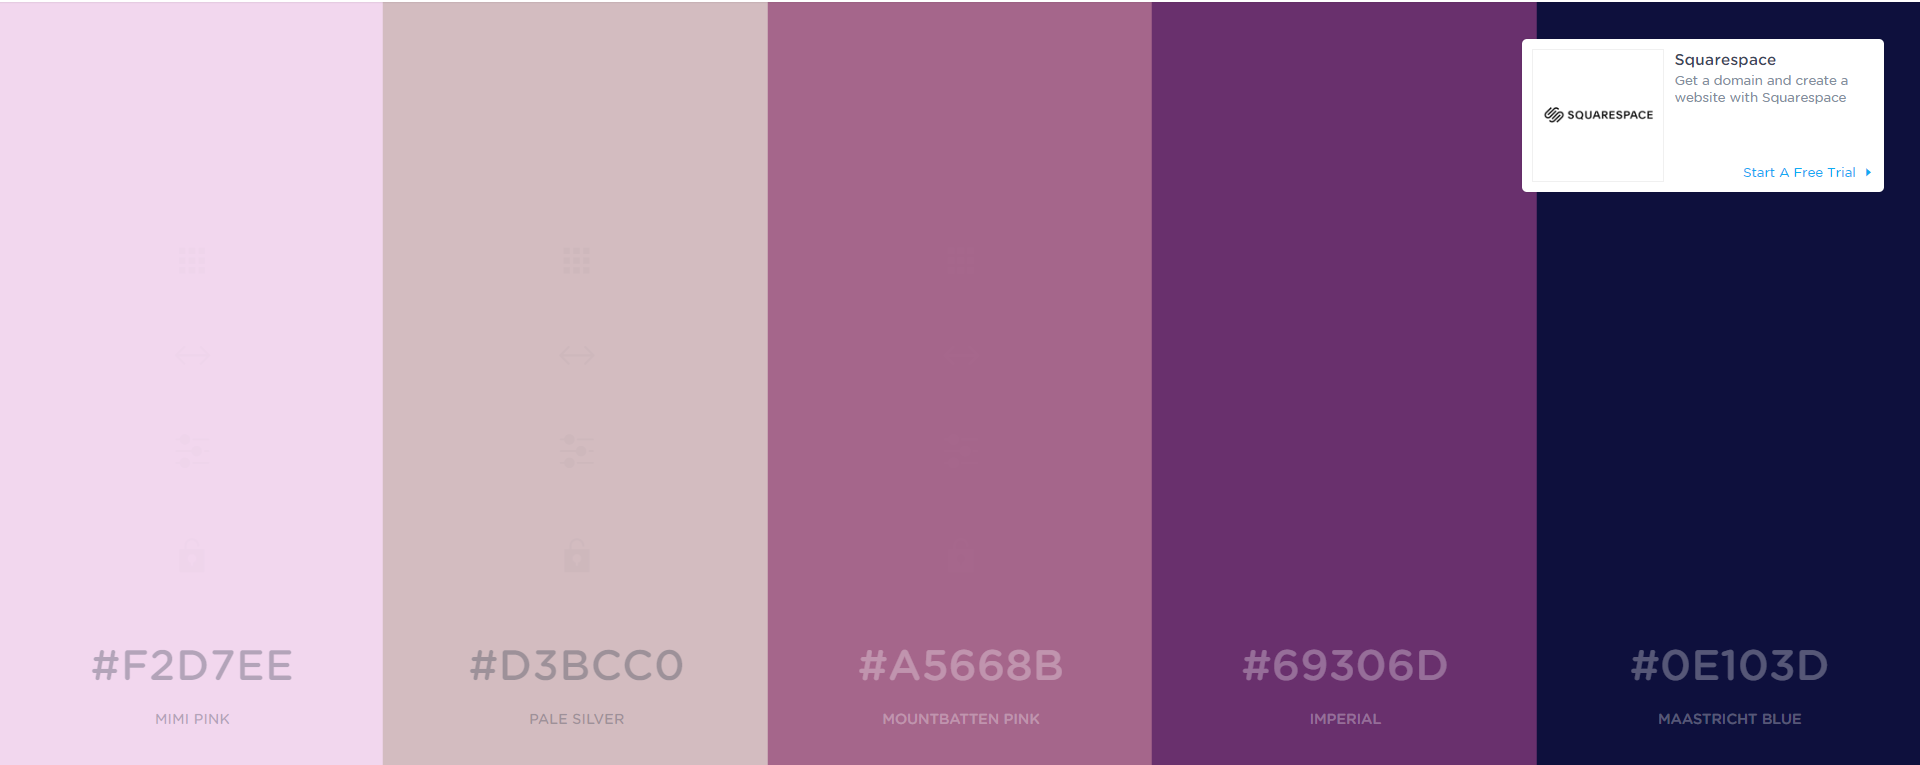 Squarespace
Get a domain and create a
website with Squarespace
SQUARESPACE
Start A Free Trial
#F2D7EE
#D3BCC0
#A5668B
#69306D
#0E103D
MIMI PINK
PALE SILVER
MOUNTBATTEN PINK
IMPERIAL
MAASTRICHT BLUE